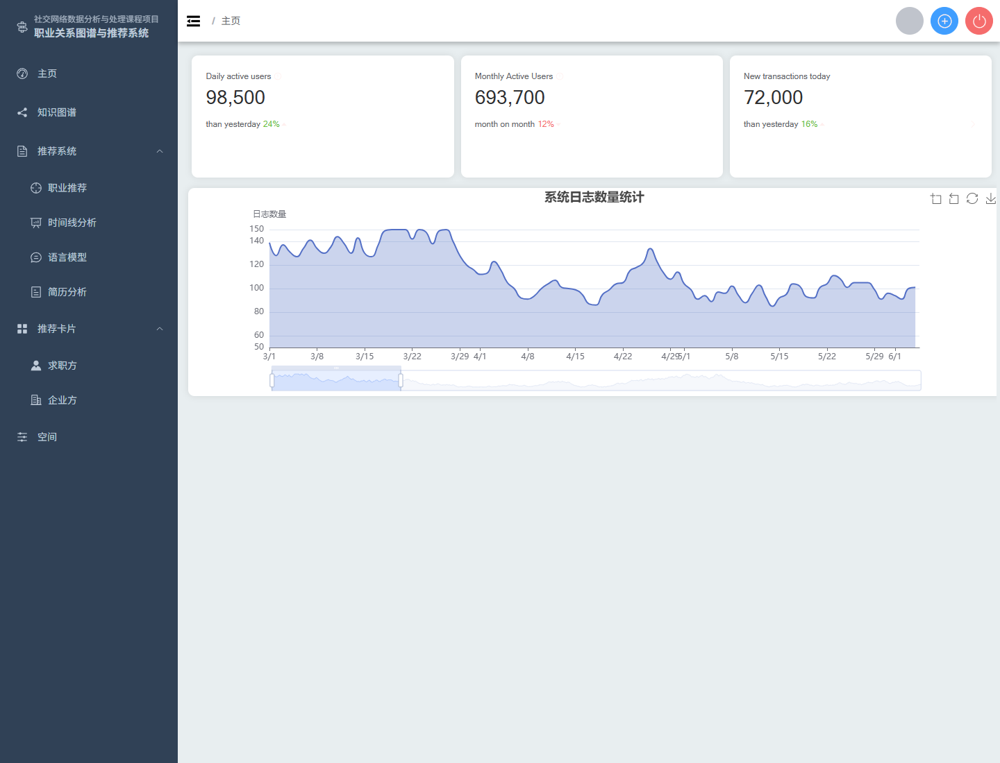 社交网络数据分析与处理课程项目
职业关系图谱与推荐系统
主页
知识图谱
推荐系统
职业推荐
时间线分析
语言模型
简历分析
推荐卡片
求职方
企业方
空间
/ 主页
Daily active users
98,500
than yesterday 24%
Monthly Active Users
693,700
month on month 12%
New transactions today
72,000
than yesterday 16%
系统日志数量统计
日志数量
150
140
120
100
80
60
50
3/1 3/8 3/15 3/22 3/29 4/1 4/8 4/15 4/22 4/29 5/1 5/8 5/15 5/22 5/29 6/1